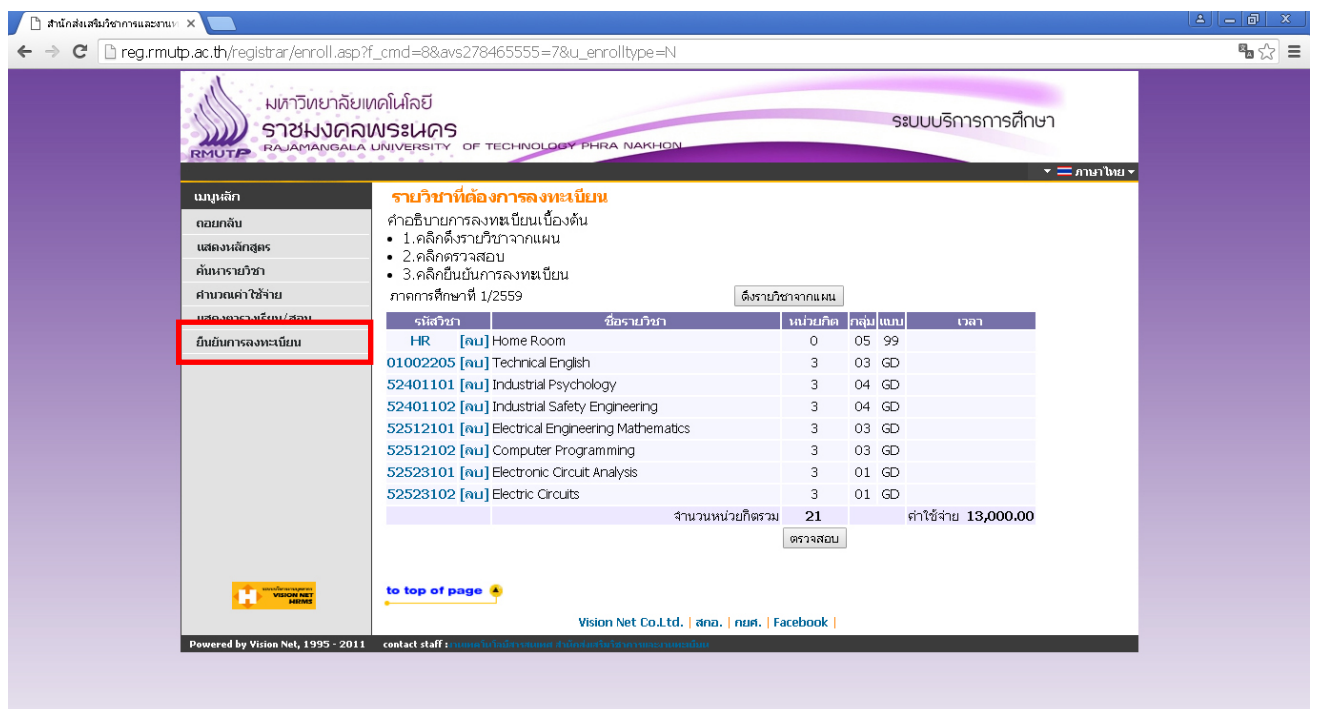 สำนักส่งเสริมวิชาการและงานท
reg.rmutp.ac.th/registrar/enroll.asp?f_cmd=8&avs278465555=7&u_enrolltype=N
มหาวิทยาลัยเทคโนโลยี
ราชมงคลพระนคร
RAJAMANGALA UNIVERSITY OF TECHNOLOGY PHRA NAKHON
RMUTP
ระบบบริการการศึกษา
ภาษาไทย
เมนูหลัก
ถอยกลับ
แสดงหลักสูตร
ค้นหารายวิชา
คำนวณค่าใช้จ่าย
แสดงตารางเรียน/สอบ
ยืนยันการลงทะเบียน
รายวิชาที่ต้องการลงทะเบียน
คำอธิบายการลงทะเบียนเบื้องต้น
• 1.คลิกดึงรายวิชาจากแผน
• 2.คลิกตรวจสอบ
• 3.คลิกยืนยันการลงทะเบียน
ภาคการศึกษาที่ 1/2559 ดึงรายวิชาจากแผน
รหัสวิชา ชื่อรายวิชา หน่วยกิต กลุ่ม แบบ เวลา
HR [ลบ] Home Room 0 05 99
01002205 [ลบ] Technical English 3 03 GD
52401101 [ลบ] Industrial Psychology 3 04 GD
52401102 [ลบ] Industrial Safety Engineering 3 04 GD
52512101 [ลบ] Electrical Engineering Mathematics 3 03 GD
52512102 [ลบ] Computer Programming 3 03 GD
52523101 [ลบ] Electronic Circuit Analysis 3 01 GD
52523102 [ลบ] Electric Circuits 3 01 GD
จำนวนหน่วยกิตรวม 21 ค่าใช้จ่าย 13,000.00
ตรวจสอบ
VISION NET
HRMS
to top of page
Vision Net Co.Ltd. | สกอ. | กยศ. | Facebook |
Powered by Vision Net, 1995 - 2011 contact staff :